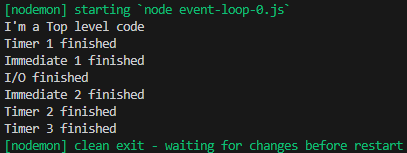 [nodemon] starting `node event-loop-0.js`
I'm a Top level code
Timer 1 finished
Immediate 1 finished
I/O finished
Immediate 2 finished
Timer 2 finished
Timer 3 finished
[nodemon] clean exit - waiting for changes before restart